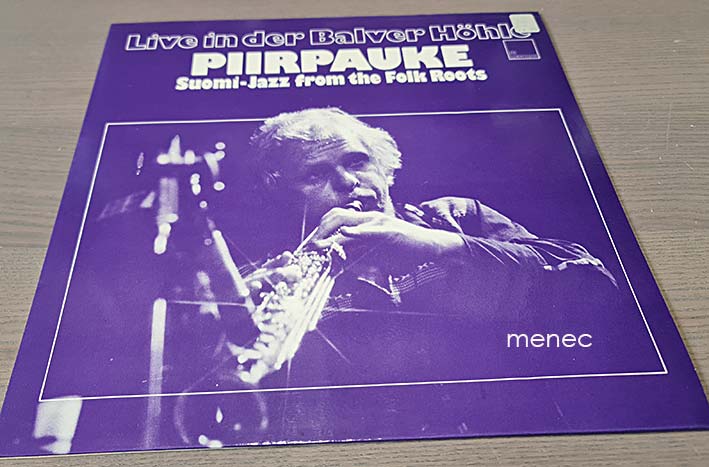 Live in der Balver Höhle
PIIRPAUKE
Suomi-Jazz from the Folk Roots
menec